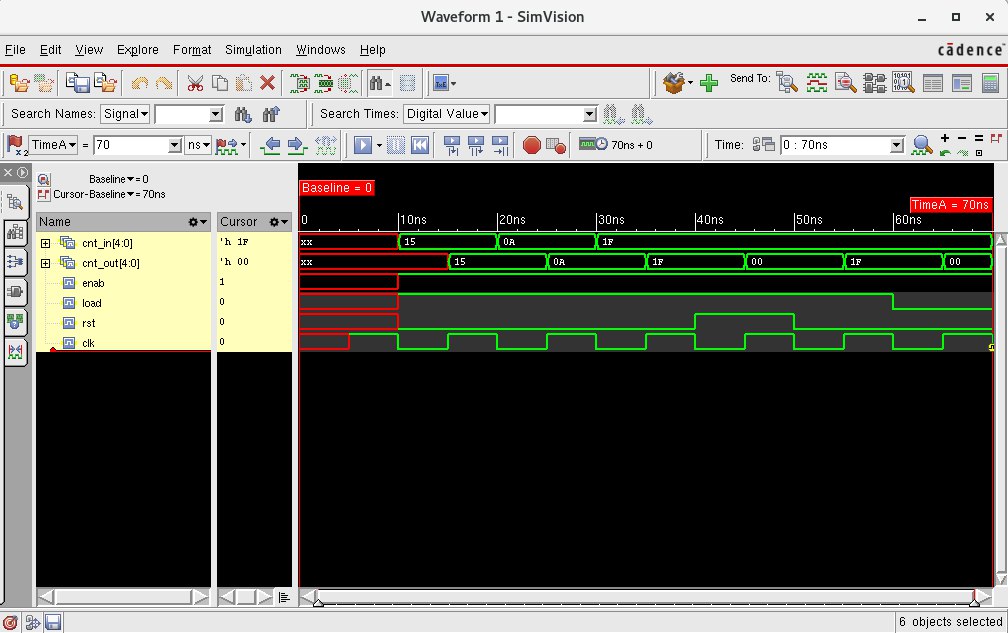 Waveform 1 - SimVision
File Edit View Explore Format Simulation Windows Help
cādence
Send To:
Search Names: Signal
Search Times: Digital Value
TimeA = 70 ns
70ns + 0
Time: 0 : 70ns
Baseline = 0
Cursor-Baseline = 70ns
Baseline = 0
TimeA = 70ns
Name Cursor 0 10ns 20ns 30ns 40ns 50ns 60ns
cnt_in[4:0] 'h 1F xx 15 0A 1F
cnt_out[4:0] 'h 00 xx 15 0A 1F 00 1F 00
enab 1
load 0
rst 0
clk 0
6 objects selected